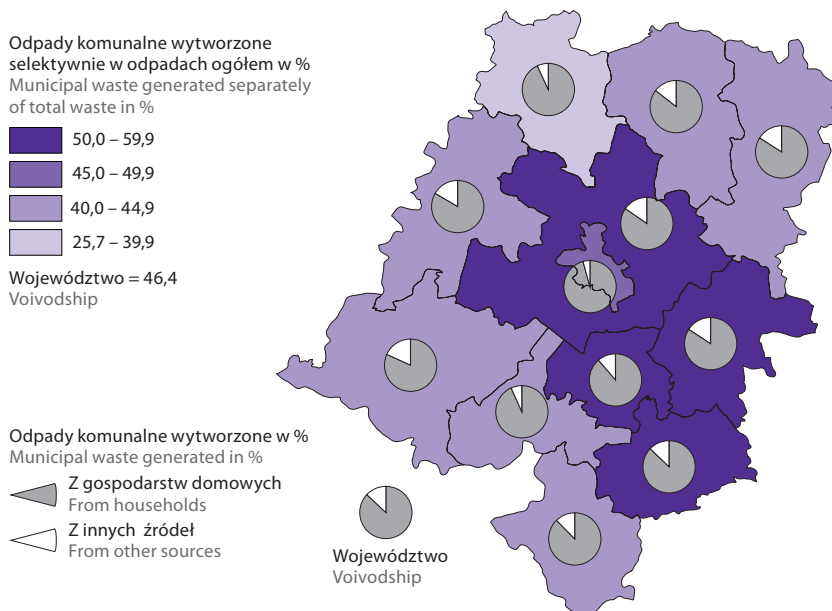 Odpady komunalne wytworzone
selektywnie w odpadach ogółem w %
Municipal waste generated separately
of total waste in %
50,0 – 59,9
45,0 – 49,9
40,0 – 44,9
25,7 – 39,9
Województwo = 46,4
Voivodship
Odpady komunalne wytworzone w %
Municipal waste generated in %
Z gospodarstw domowych
From households
Z innych źródeł
From other sources
Województwo
Voivodship